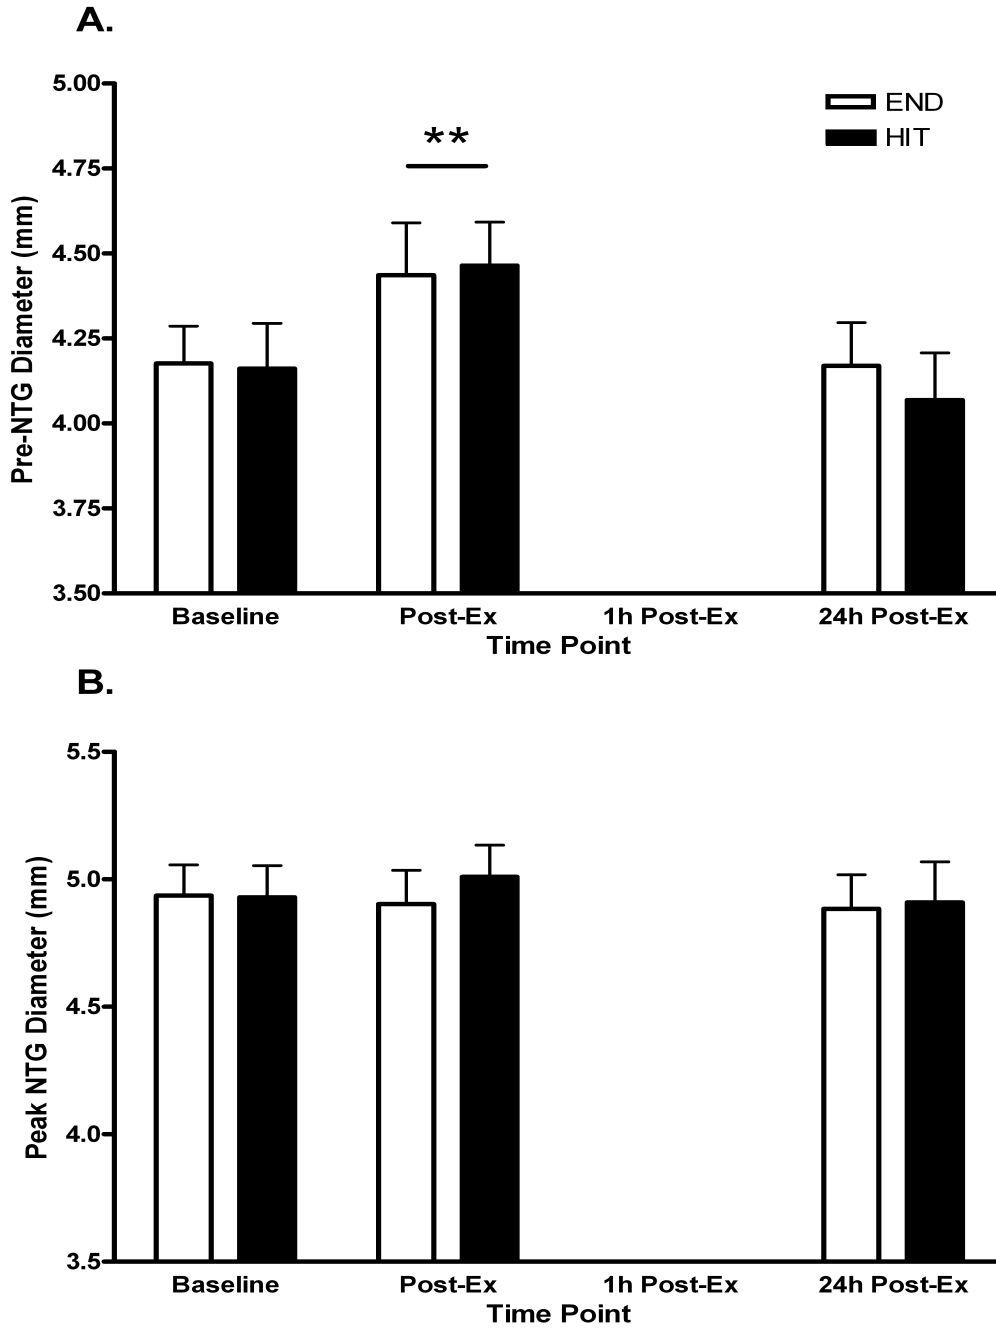 A.
Pre-NTG Diameter (mm)
5.00
4.75
4.50
4.25
4.00
3.75
3.50
**
END
HIT
Baseline
Post-Ex
1h Post-Ex
24h Post-Ex
Time Point
B.
Peak NTG Diameter (mm)
5.5
5.0
4.5
4.0
3.5
Baseline
Post-Ex
1h Post-Ex
24h Post-Ex
Time Point